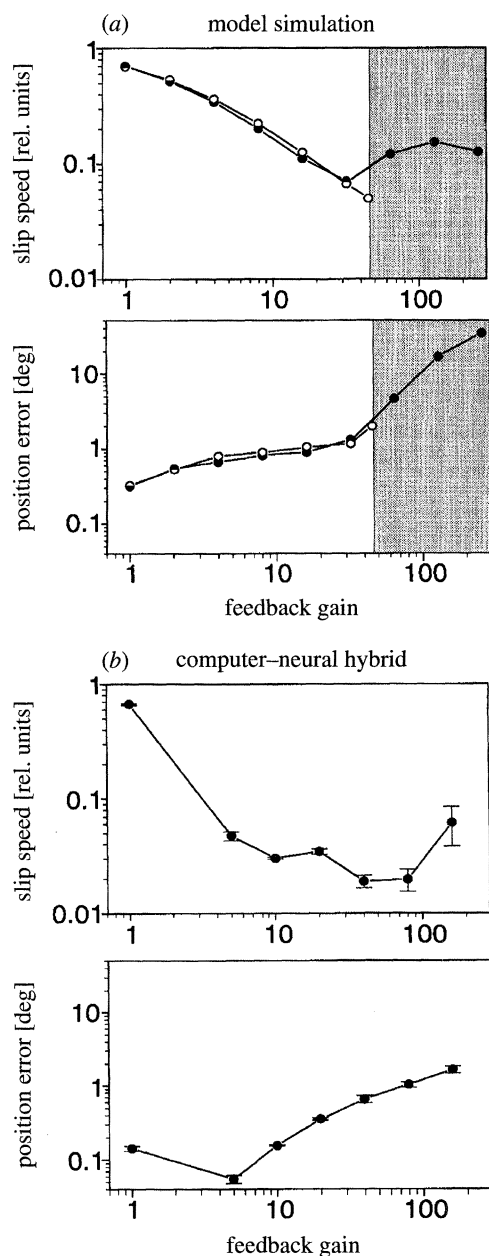 (a) model simulation
slip speed [rel. units]
1
0.1
0.01
1 10 100
position error [deg]
10
1
0.1
1 10 100
feedback gain
(b) computer–neural hybrid
slip speed [rel. units]
1
0.1
0.01
1 10 100
position error [deg]
10
1
0.1
1 10 100
feedback gain